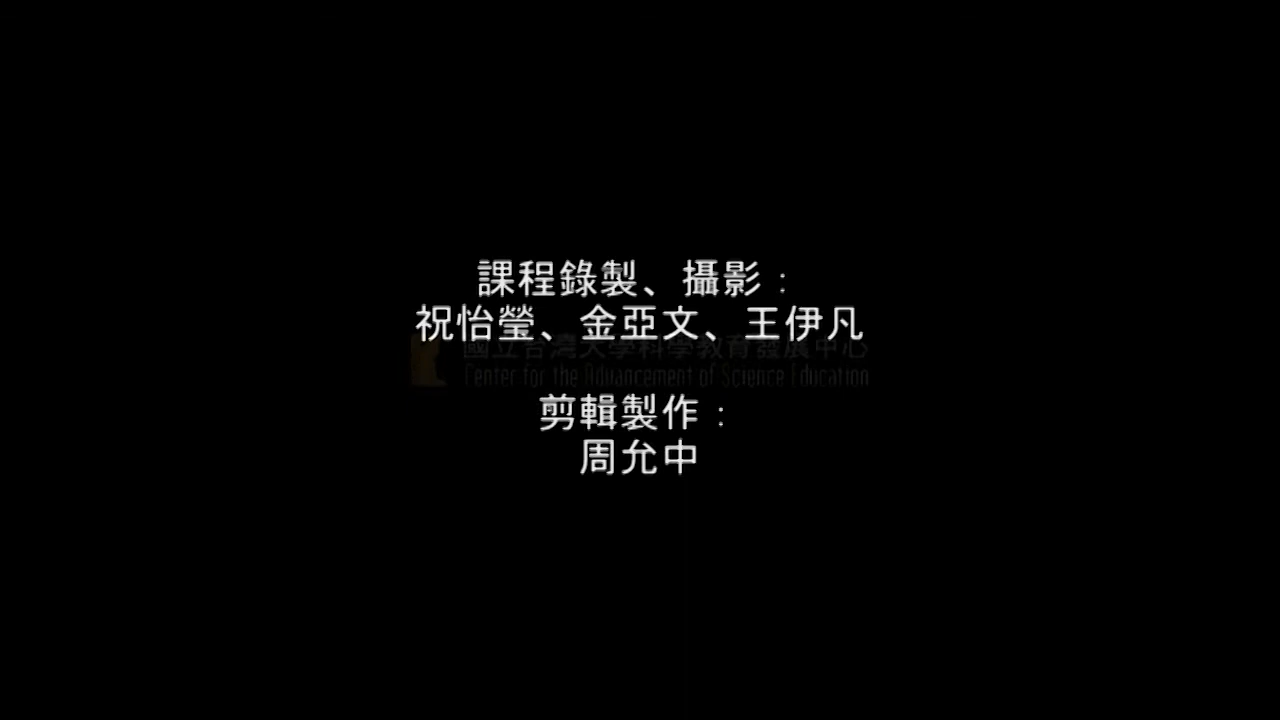 課程錄製、攝影：
祝怡瑩、金亞文、王伊凡
國立台灣大學科學教育發展中心
Center for the Advancement of Science Education
剪輯製作：
周允中